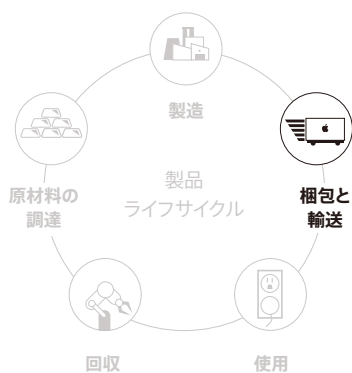 製造
原材料の
調達
製品
ライフサイクル
梱包と
輸送
回収
使用